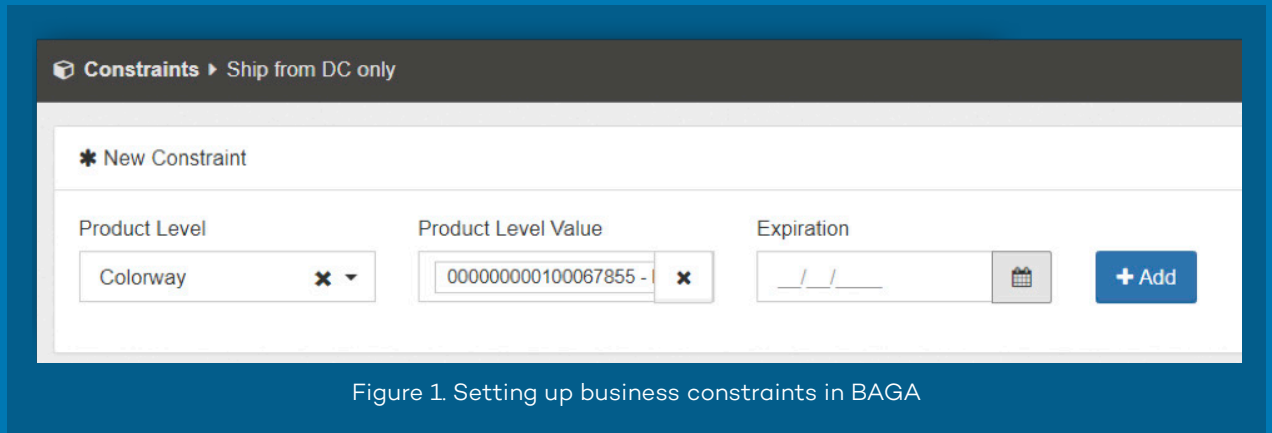 Constraints Ship from DC only
New Constraint
Product Level Product Level Value Expiration
Colorway 000000000100067855 - __/__/____ Add
Figure 1. Setting up business constraints in BAGA